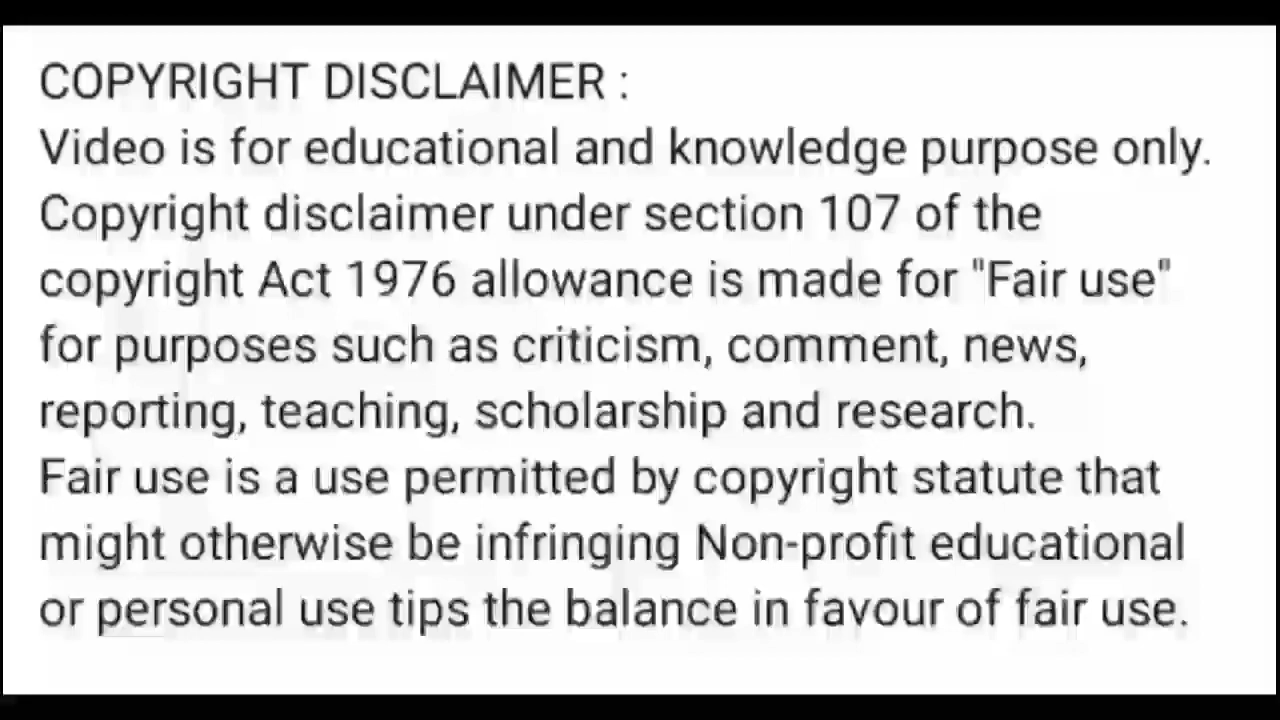 COPYRIGHT DISCLAIMER :
Video is for educational and knowledge purpose only.
Copyright disclaimer under section 107 of the
copyright Act 1976 allowance is made for "Fair use"
for purposes such as criticism, comment, news,
reporting, teaching, scholarship and research.
Fair use is a use permitted by copyright statute that
might otherwise be infringing Non-profit educational
or personal use tips the balance in favour of fair use.